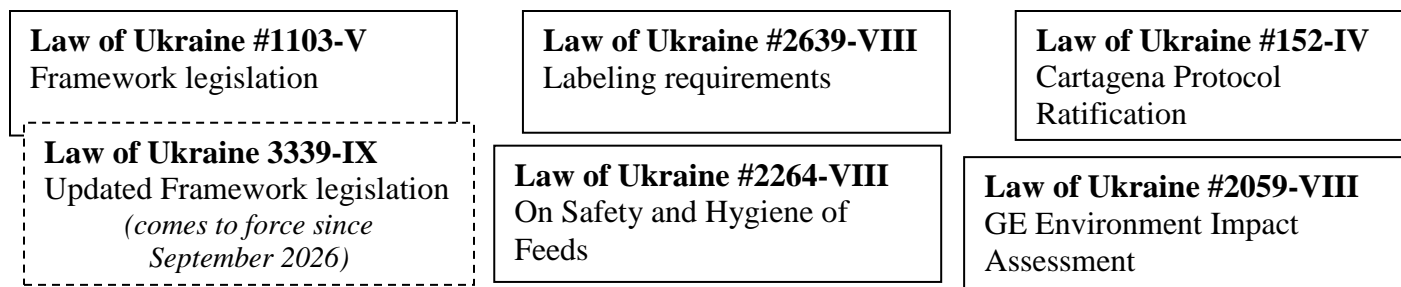 Law of Ukraine #1103-V
Framework legislation
Law of Ukraine 3339-IX
Updated Framework legislation
(comes to force since
September 2026)
Law of Ukraine #2639-VIII
Labeling requirements
Law of Ukraine #2264-VIII
On Safety and Hygiene of
Feeds
Law of Ukraine #152-IV
Cartagena Protocol
Ratification
Law of Ukraine #2059-VIII
GE Environment Impact
Assessment